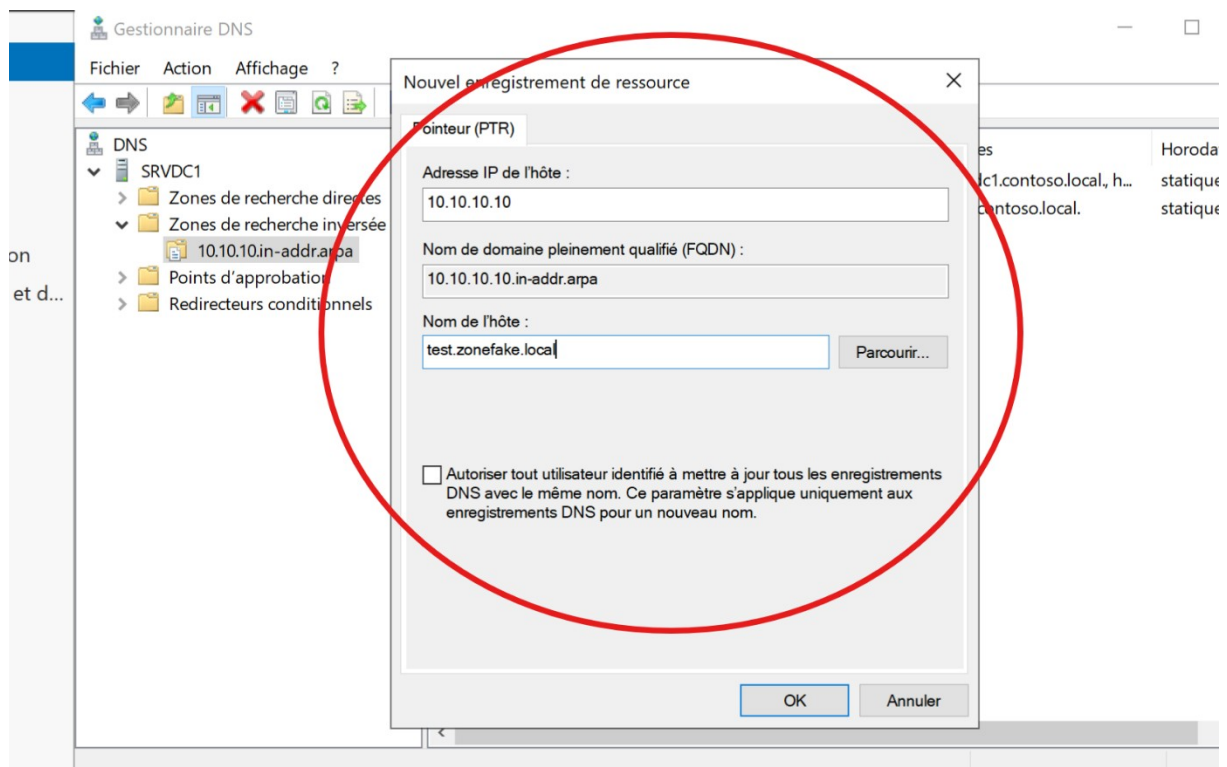 Gestionnaire DNS
Fichier Action Affichage ?
DNS
SRVDC1
Zones de recherche directes
Zones de recherche inversée
10.10.10.in-addr.arpa
Points d'approbation
Redirecteurs conditionnels
on
et d...
Nouvel enregistrement de ressource
Pointeur (PTR)
Adresse IP de l'hôte :
10.10.10.10
Nom de domaine pleinement qualifié (FQDN) :
10.10.10.10.in-addr.arpa
Nom de l'hôte :
test.zonefake.local
Parcourir...
Autoriser tout utilisateur identifié à mettre à jour tous les enregistrements
DNS avec le même nom. Ce paramètre s'applique uniquement aux
enregistrements DNS pour un nouveau nom.
OK Annuler
es Horoda
dc1.contoso.local., h... statique
contoso.local. statique